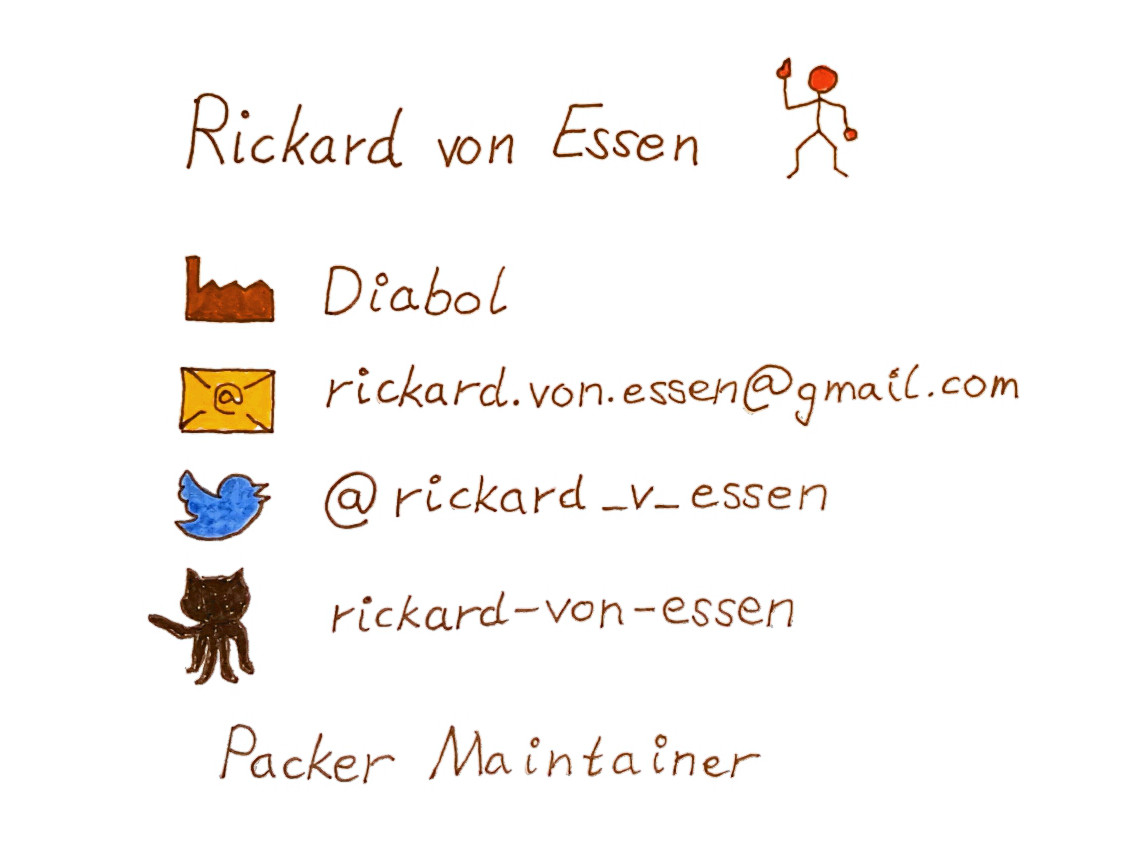 Rickard von Essen
Diabol
@
rickard.von.essen@gmail.com
@rickard_v_essen
rickard-von-essen
Packer Maintainer